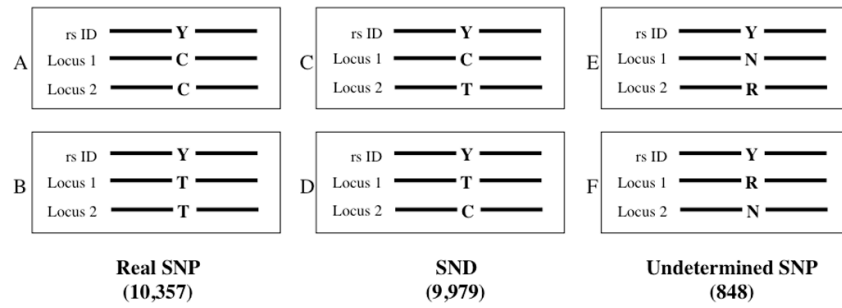 A
rs ID Y
Locus 1 C
Locus 2 C
C
rs ID Y
Locus 1 C
Locus 2 T
E
rs ID Y
Locus 1 N
Locus 2 R
B
rs ID Y
Locus 1 T
Locus 2 T
D
rs ID Y
Locus 1 T
Locus 2 C
F
rs ID Y
Locus 1 R
Locus 2 N
Real SNP
(10,357)
SND
(9,979)
Undetermined SNP
(848)